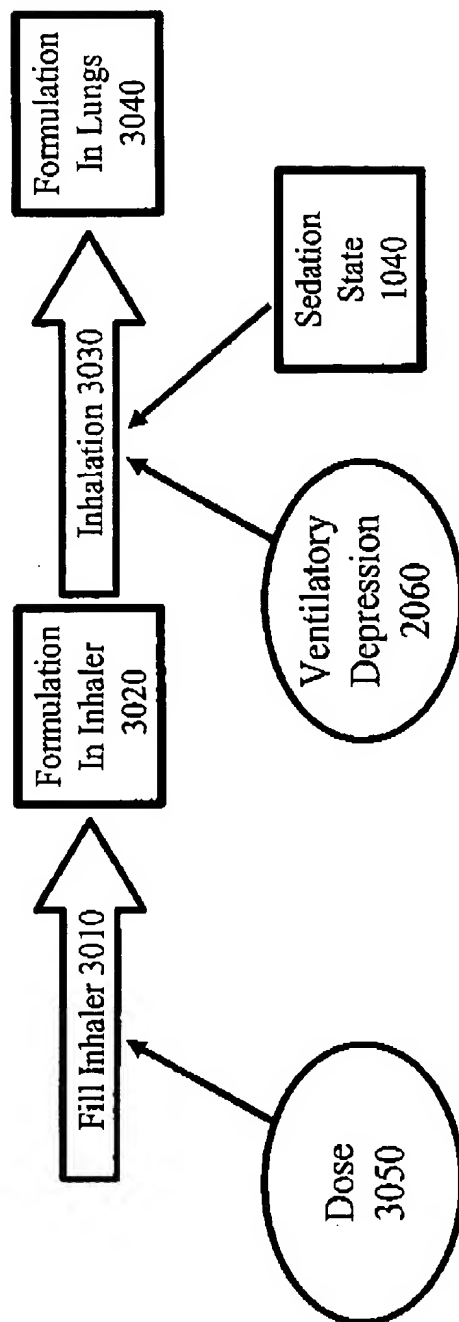 Fill Inhaler 3010
Formulation
In Inhaler
3020
Inhalation 3030
Formulation
In Lungs
3040
Dose
3050
Ventilatory
Depression
2060
Sedation
State
1040